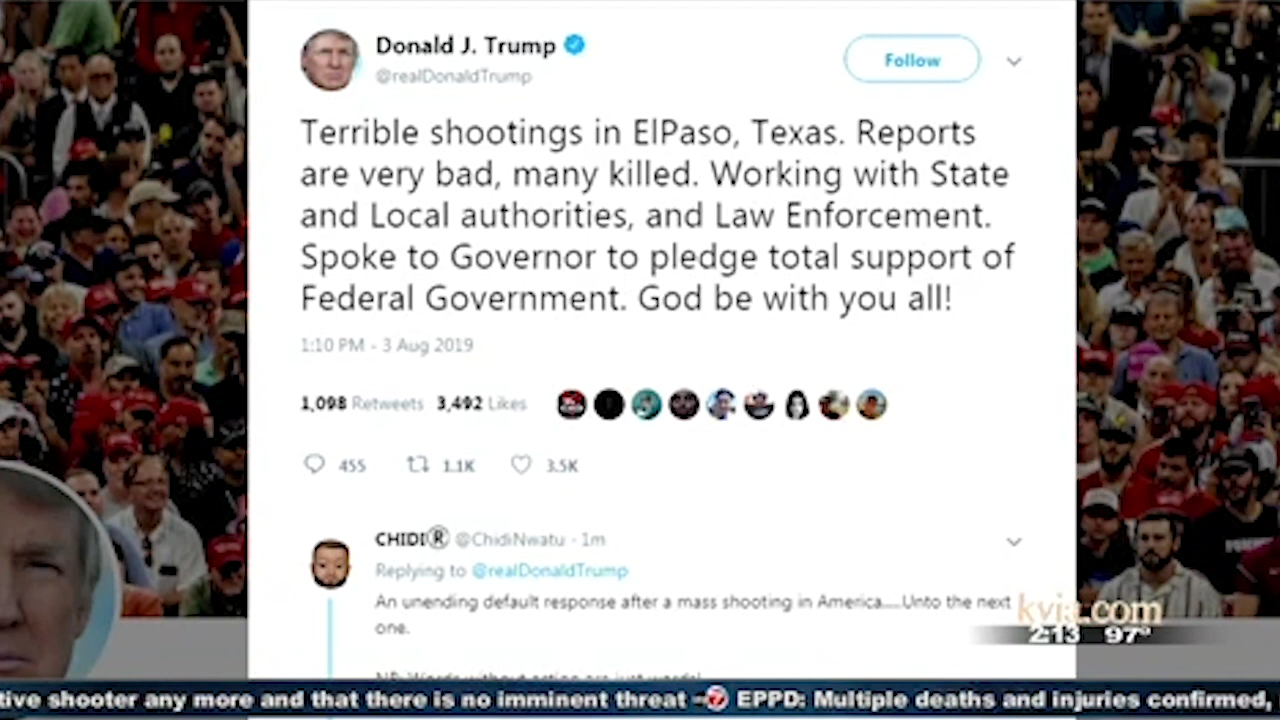 Donald J. Trump
@realDonaldTrump
Follow
Terrible shootings in ElPaso, Texas. Reports
are very bad, many killed. Working with State
and Local authorities, and Law Enforcement.
Spoke to Governor to pledge total support of
Federal Government. God be with you all!
1:10 PM - 3 Aug 2019
1,098 Retweets 3,492 Likes
455 1.1K 3.5K
CHIDI® @ChidiNwatu · 1m
Replying to @realDonaldTrump
An unending default response after a mass shooting in America....Unto the next
one.
kvia.com
2:13 97°
tive shooter any more and that there is no imminent threat 7 EPPD: Multiple deaths and injuries confirmed,